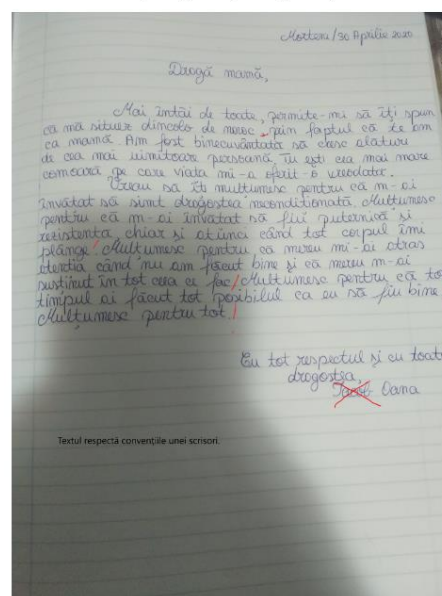 Morteni/30 Aprilie 2020
Dragă mamă,
Mai întâi de toate, permite-mi să îți spun
că mă situez dincolo de noroc prin faptul că te am
ca mamă. Am fost binecuvântată să cresc alături
de cea mai uimitoare persoană. Tu ești cea mai mare
comoară pe care viața mi-a oferit-o vreodată.
Vreau să îți mulțumesc pentru că m-ai
învățat să simt dragostea necondiționată. Mulțumesc
pentru că m-ai învățat să fiu puternică și
rezistentă, chiar și atunci când tot corpul îmi
plânge! Mulțumesc pentru că mereu mi-ai atras
atenția când nu am făcut bine și că mereu m-ai
susținut în tot ceea ce fac! Mulțumesc pentru că tot
timpul ai făcut tot posibilul ca eu să fiu bine.
Mulțumesc pentru tot!
Cu tot respectul și cu toată
dragostea,
Iacob Oana
Textul respectă convențiile unei scrisori.